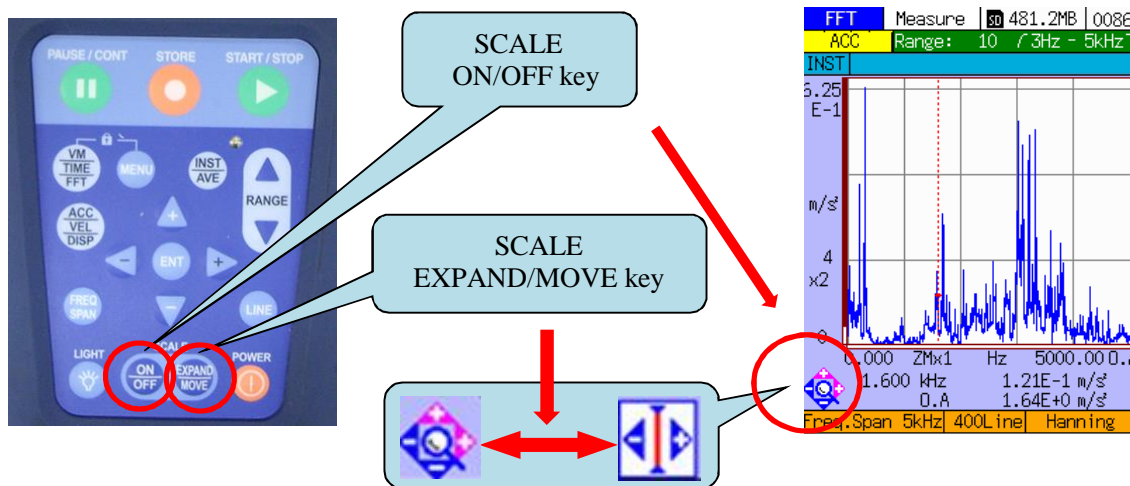 PAUSE / CONT STORE START / STOP
VM
TIME
FFT
MENU
INST
AVE
RANGE
ACC
VEL
DISP
+
-
ENT
+
FREQ
SPAN
-
LINE
LIGHT
SCALE
POWER
ON
OFF
EXPAND
MOVE
SCALE
ON/OFF key
SCALE
EXPAND/MOVE key
FFT Measure SD 481.2MB 0086
ACC Range: 10 / 3Hz - 5kHz
INST
6.25
E-1
m/s²
4
x2
0
0.000 ZMx1 Hz 5000.00
1.600 kHz 1.21E-1 m/s²
O.A 1.64E+0 m/s²
Freq.Span 5kHz 400Line Hanning